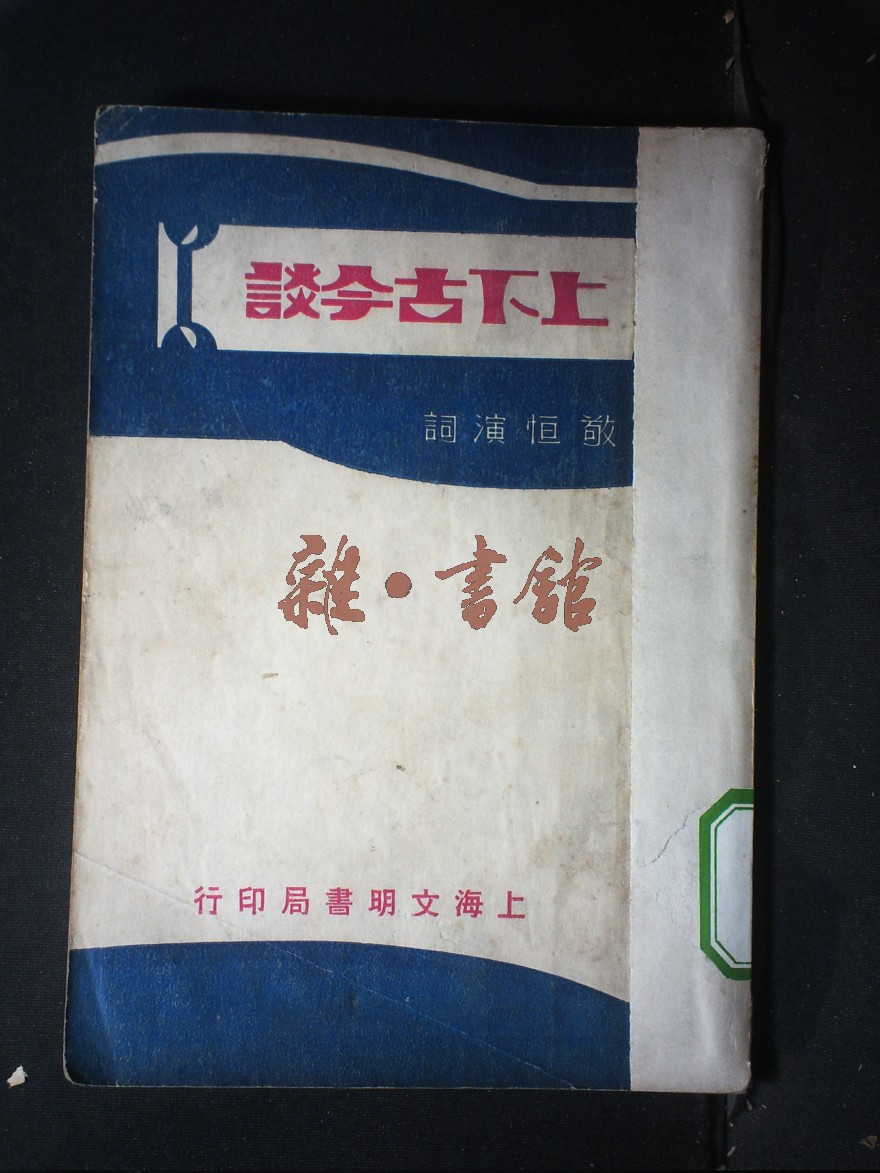 上下古今談
敬恒演詞
雜·書館
上海文明書局印行